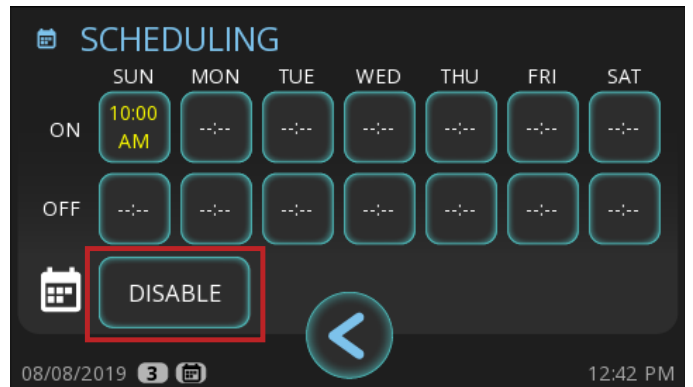 SCHEDULING
SUN MON TUE WED THU FRI SAT
ON 10:00 AM --:-- --:-- --:-- --:-- --:-- --:--
OFF --:-- --:-- --:-- --:-- --:-- --:-- --:--
DISABLE
08/08/2019 3 12:42 PM